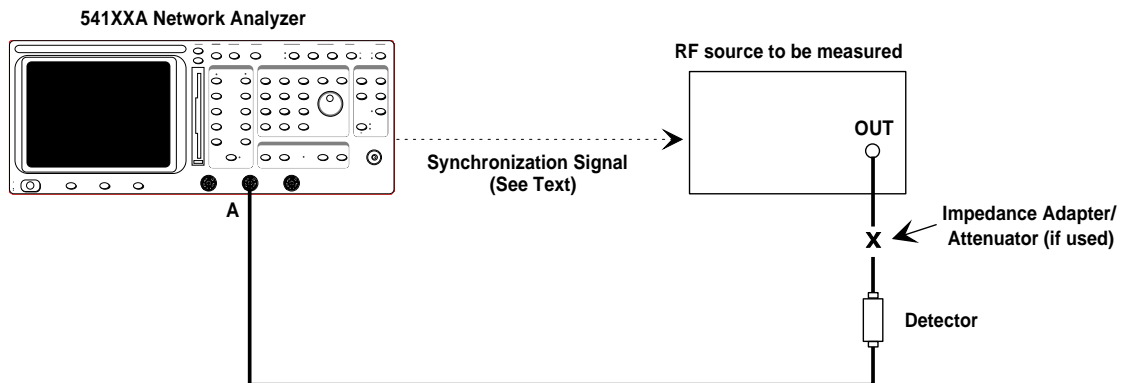 541XXA Network Analyzer
RF source to be measured
OUT
Synchronization Signal
(See Text)
A
Impedance Adapter/
Attenuator (if used)
X
Detector